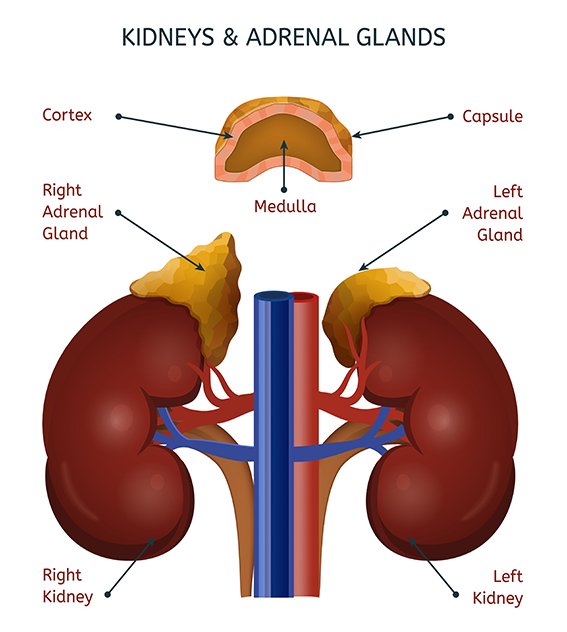 KIDNEYS & ADRENAL GLANDS
Cortex
Capsule
Medulla
Right
Adrenal
Gland
Left
Adrenal
Gland
Right
Kidney
Left
Kidney